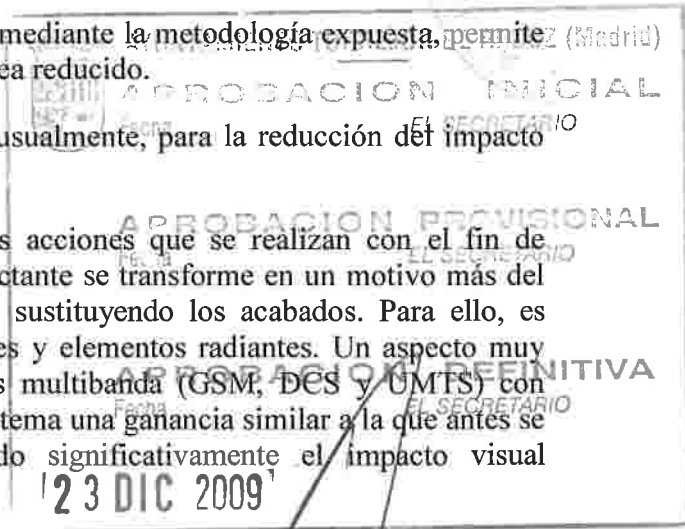 mediante la metodología expuesta, permite
(Madrid)
ea reducido.
APROBACION INICIAL
EL SECRETARIO
usualmente, para la reducción del impacto
APROBACION PROVISIONAL
s acciones que se realizan con el fin de
Fecha EL SECRETARIO
ctante se transforme en un motivo más del
sustituyendo los acabados. Para ello, es
es y elementos radiantes. Un aspecto muy
APROBACION DEFINITIVA
s multibanda (GSM, DCS y UMTS) con
Fecha EL SECRETARIO
tema una ganancia similar a la que antes se
do significativamente el impacto visual
23 DIC 2009